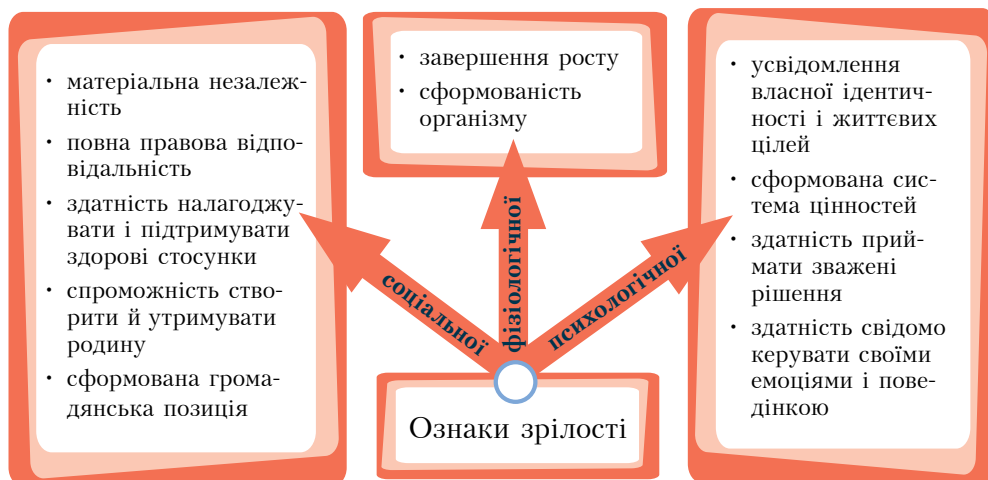 • матеріальна незалеж-
ність
• повна правова відпо-
відальність
• здатність налагоджу-
вати і підтримувати
здорові стосунки
• спроможність ство-
рити й утримувати
родину
• сформована грома-
дянська позиція
• завершення росту
• сформованість
організму
• усвідомлення
власної ідентич-
ності і життєвих
цілей
• сформована сис-
тема цінностей
• здатність прий-
мати зважені
рішення
• здатність свідомо
керувати своїми
емоціями і пове-
дінкою
соціальної
фізіологічної
психологічної
Ознаки зрілості